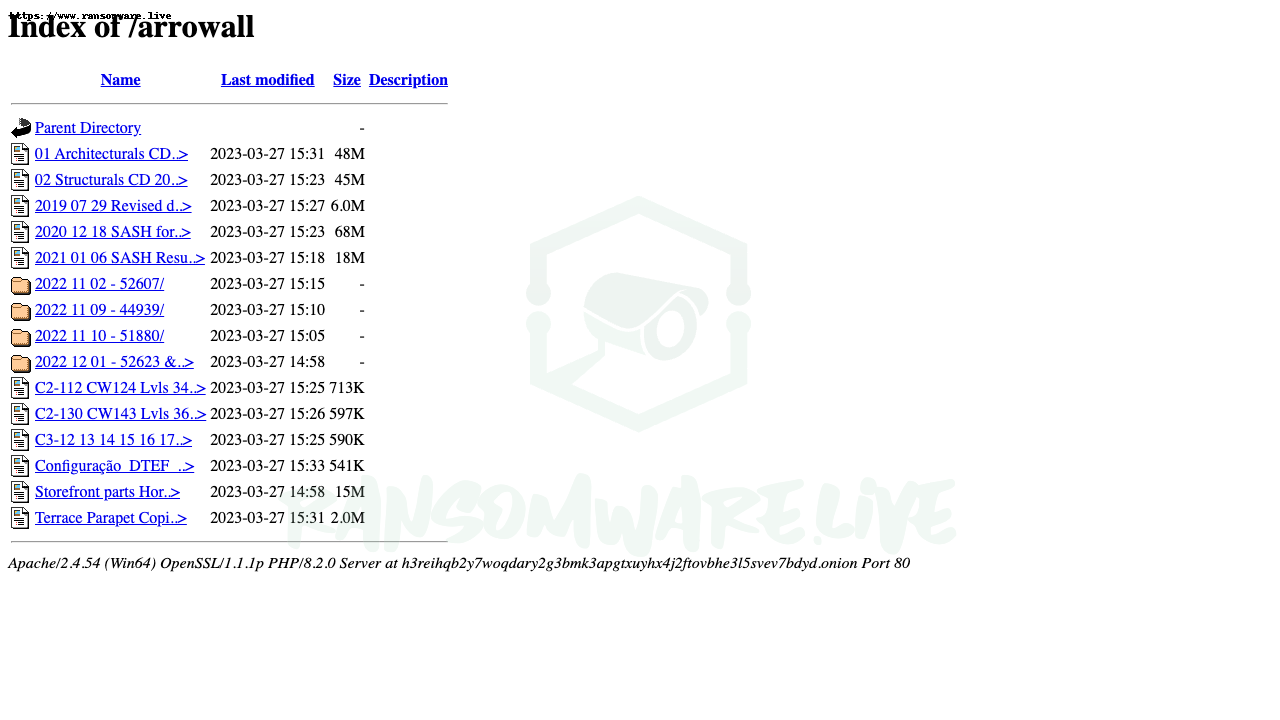 https://www.ransomware.live
Index of /arrowall
Name Last modified Size Description
Parent Directory -
01 Architecturals CD..> 2023-03-27 15:31 48M
02 Structurals CD 20..> 2023-03-27 15:23 45M
2019 07 29 Revised d..> 2023-03-27 15:27 6.0M
2020 12 18 SASH for..> 2023-03-27 15:23 68M
2021 01 06 SASH Resu..> 2023-03-27 15:18 18M
2022 11 02 - 52607/ 2023-03-27 15:15 -
2022 11 09 - 44939/ 2023-03-27 15:10 -
2022 11 10 - 51880/ 2023-03-27 15:05 -
2022 12 01 - 52623 &..> 2023-03-27 14:58 -
C2-112 CW124 Lvls 34..> 2023-03-27 15:25 713K
C2-130 CW143 Lvls 36..> 2023-03-27 15:26 597K
C3-12 13 14 15 16 17..> 2023-03-27 15:25 590K
Configuração_DTEF_..> 2023-03-27 15:33 541K
Storefront parts Hor..> 2023-03-27 14:58 15M
Terrace Parapet Copi..> 2023-03-27 15:31 2.0M
RANSOMWARE.LIVE
Apache/2.4.54 (Win64) OpenSSL/1.1.1p PHP/8.2.0 Server at h3reihqb2y7woqdary2g3bmk3apgtxuyhx4j2ftovbhe3l5svev7bdyd.onion Port 80